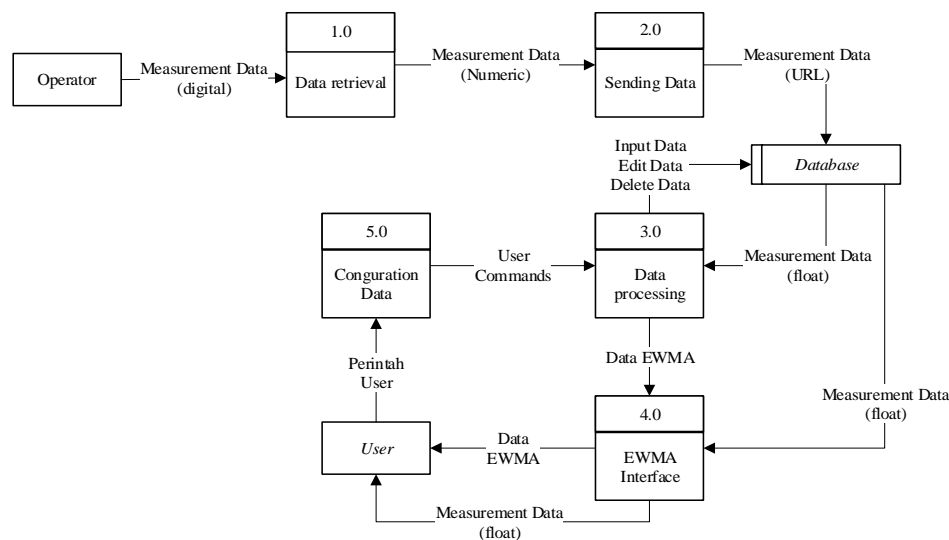 1.0
2.0
Operator
Measurement Data
(digital)
Data retrieval
Measurement Data
(Numeric)
Sending Data
Measurement Data
(URL)
Input Data
Edit Data
Delete Data
Database
5.0
3.0
User
Commands
Conguration
Data
Data
processing
Measurement Data
(float)
Data EWMA
Perintah
User
4.0
Measurement Data
(float)
User
Data
EWMA
EWMA
Interface
Measurement Data
(float)